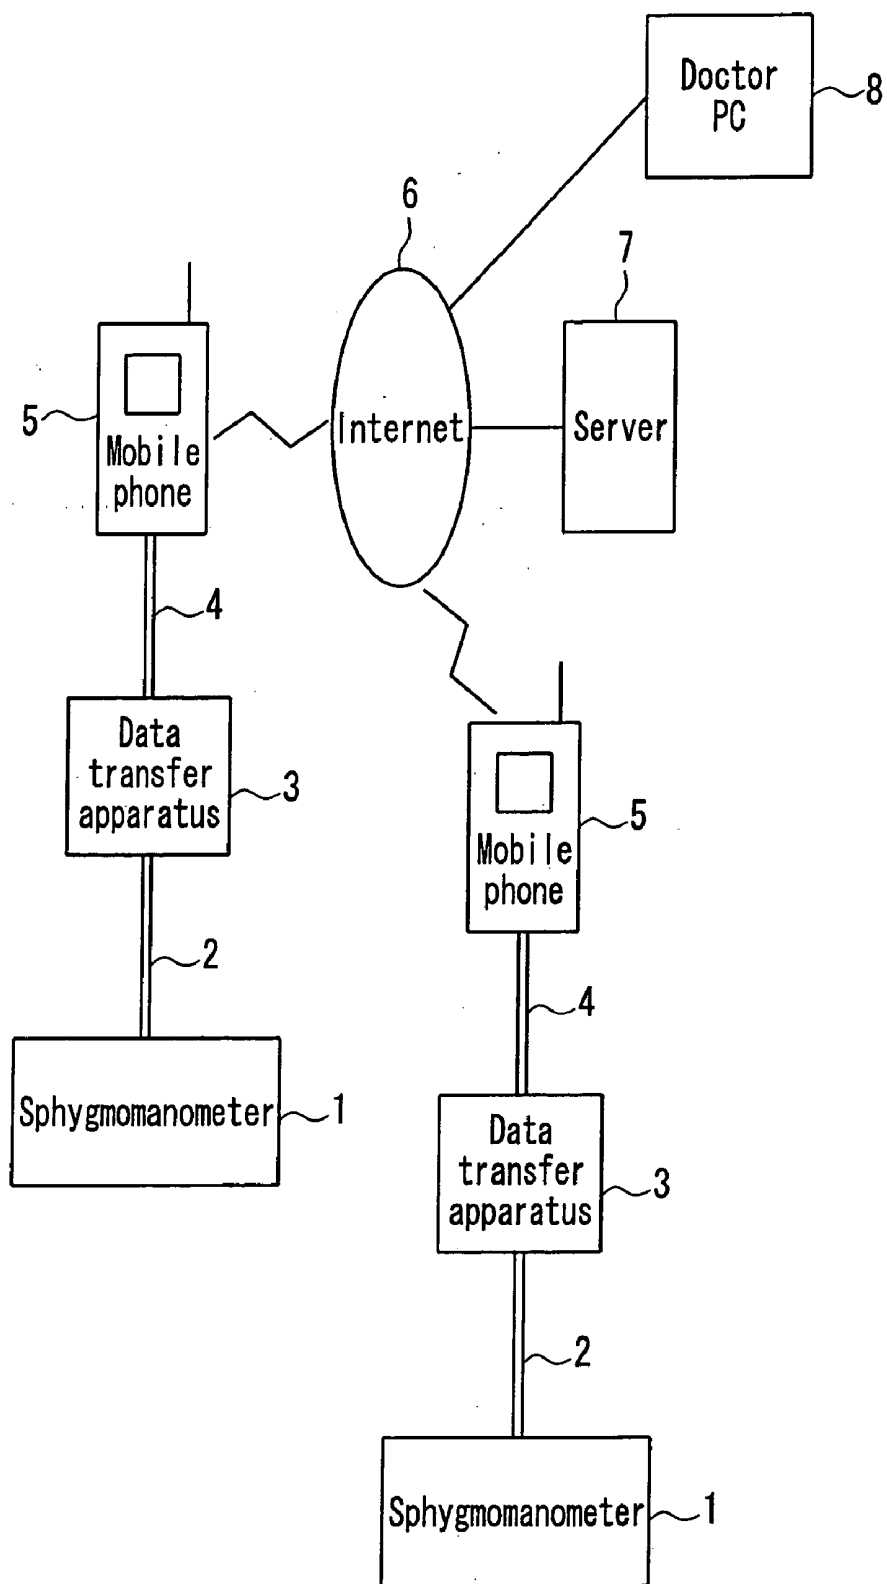 Doctor
PC
8
6
7
5
Mobile
phone
Internet
Server
4
Data
transfer
apparatus
3
5
Mobile
phone
2
4
Sphygmomanometer
1
Data
transfer
apparatus
3
2
Sphygmomanometer
1